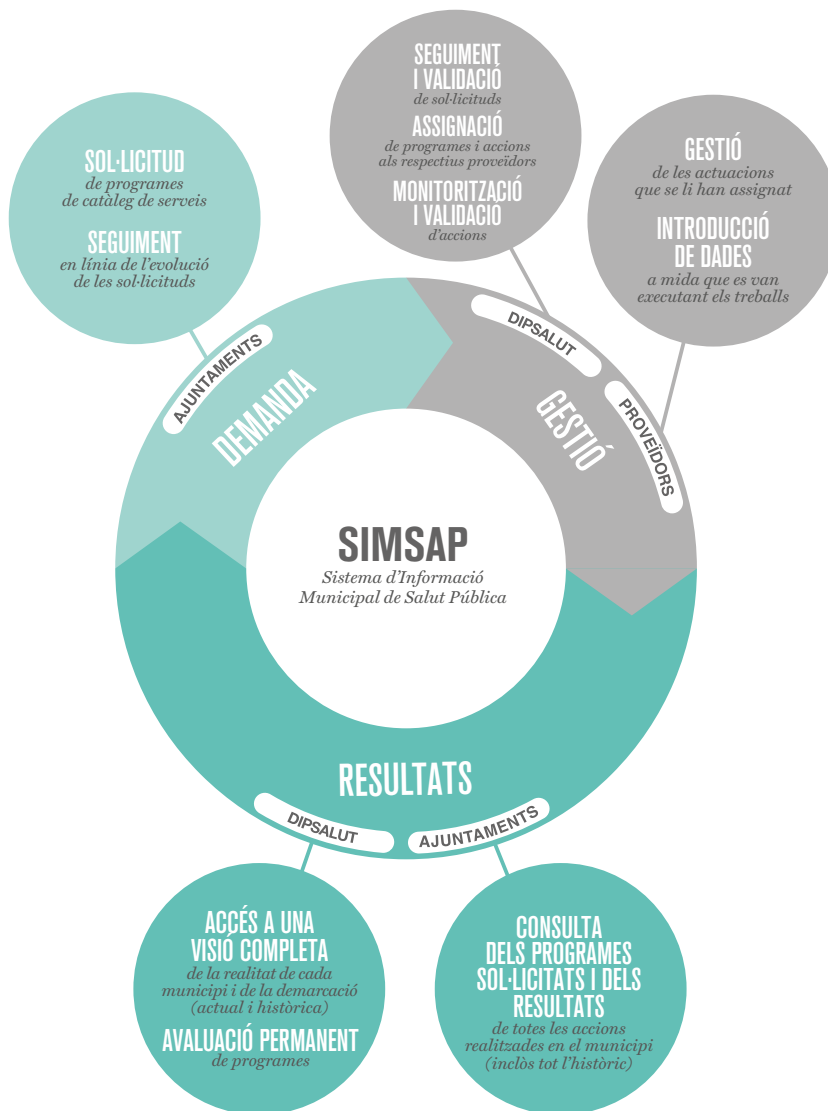 SEGUIMENT
I VALIDACIÓ
de sol·licituds
ASSIGNACIÓ
de programes i accions
als respectius proveïdors
MONITORITZACIÓ
I VALIDACIÓ
d'accions
SOL·LICITUD
de programes
de catàleg de serveis
SEGUIMENT
en línia de l'evolució
de les sol·licituds
GESTIÓ
de les actuacions
que se li han assignat
INTRODUCCIÓ
DE DADES
a mida que es van
executant els treballs
AJUNTAMENTS
DEMANDA
DIPSALUT
GESTIÓ
PROVEÏDORS
SIMSAP
Sistema d'Informació
Municipal de Salut Pública
RESULTATS
DIPSALUT
AJUNTAMENTS
ACCÉS A UNA
VISIÓ COMPLETA
de la realitat de cada
municipi i de la demarcació
(actual i històrica)
AVALUACIÓ PERMANENT
de programes
CONSULTA
DELS PROGRAMES
SOL·LICITATS I DELS
RESULTATS
de totes les accions
realitzades en el municipi
(inclòs tot l'històric)